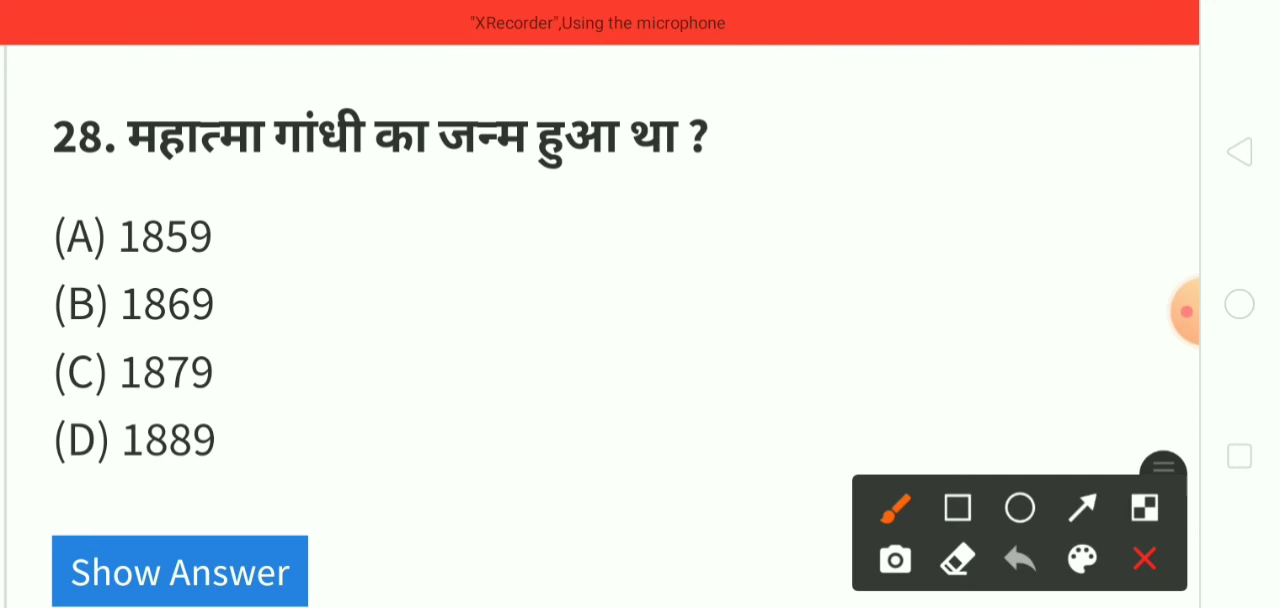 "XRecorder",Using the microphone
28. महात्मा गांधी का जन्म हुआ था ?
(A) 1859
(B) 1869
(C) 1879
(D) 1889
Show Answer